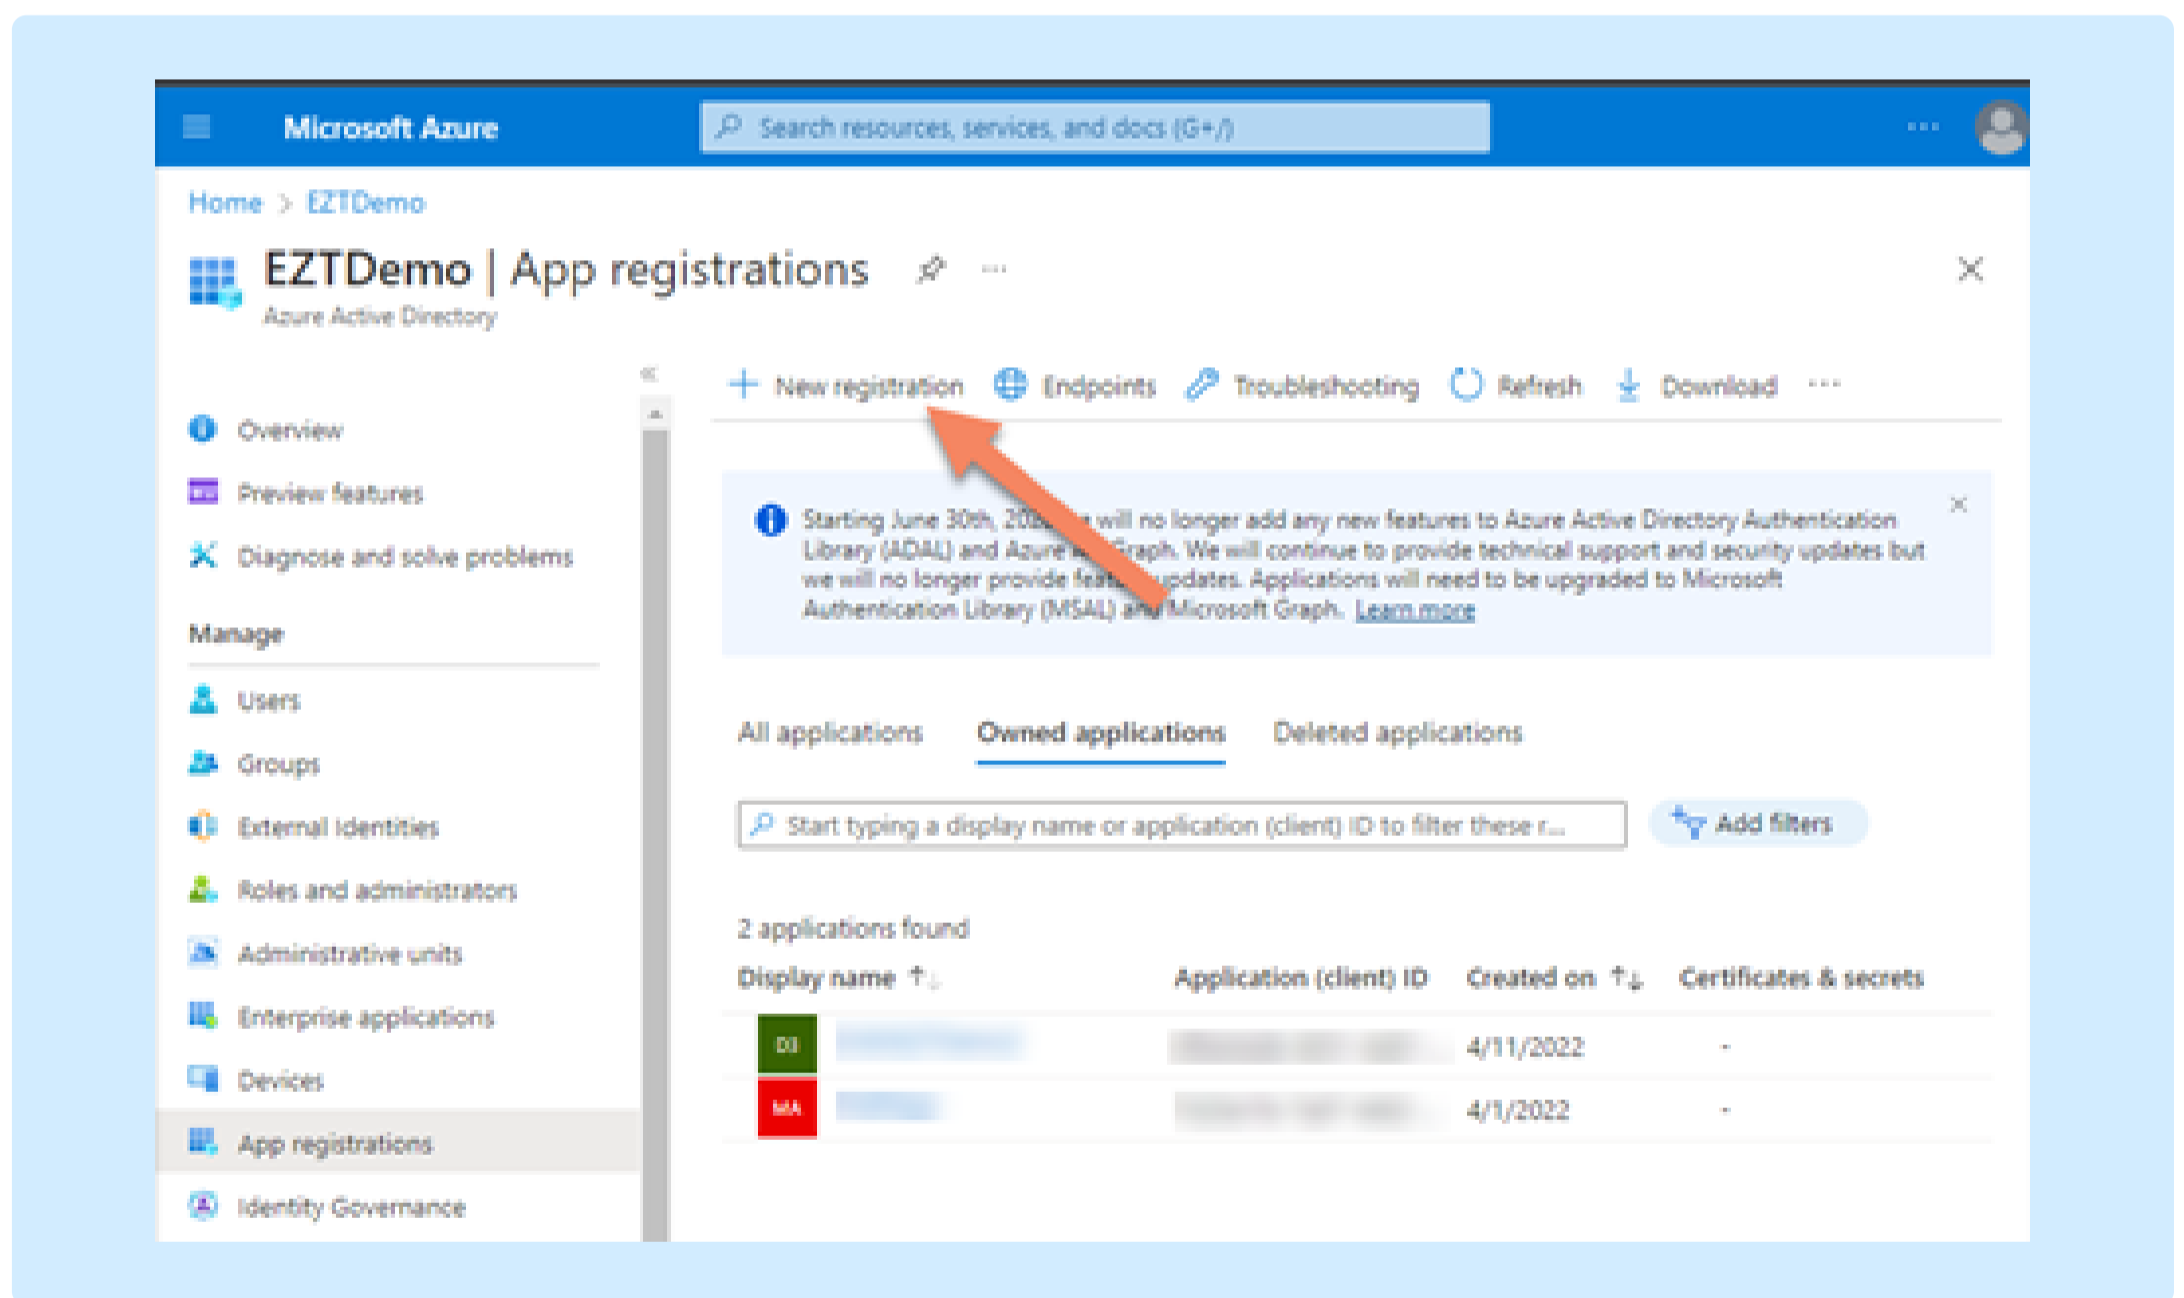 Microsoft Azure
Search resources, services, and docs (G+/)
Home > EZTDemo
EZTDemo | App registrations
Azure Active Directory
Overview
Preview features
Diagnose and solve problems
Manage
Users
Groups
External Identities
Roles and administrators
Administrative units
Enterprise applications
Devices
App registrations
Identity Governance
New registration Endpoints Troubleshooting Refresh Download
Starting June 30th, will no longer add any new features to Azure Active Directory Authentication
Library (ADAL) and Azure Graph. We will continue to provide technical support and security updates but
we will no longer provide updates. Applications will need to be upgraded to Microsoft
Authentication Library (MSAL) and Microsoft Graph. Learn more
All applications Owned applications Deleted applications
Start typing a display name or application (client) ID to filter these r...
Add filters
2 applications found
Display name Application (client) ID Created on Certificates & secrets
4/11/2022 -
MA 4/1/2022 -